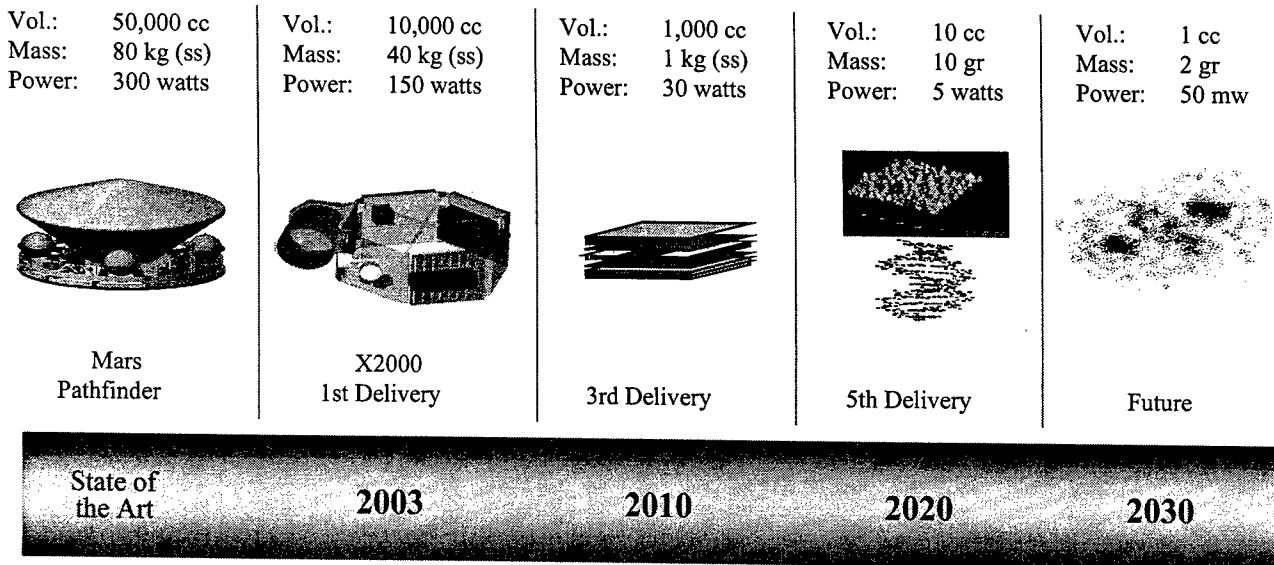 Vol.: 50,000 cc
Mass: 80 kg (ss)
Power: 300 watts
Vol.: 10,000 cc
Mass: 40 kg (ss)
Power: 150 watts
Vol.: 1,000 cc
Mass: 1 kg (ss)
Power: 30 watts
Vol.: 10 cc
Mass: 10 gr
Power: 5 watts
Vol.: 1 cc
Mass: 2 gr
Power: 50 mw
Mars
Pathfinder
X2000
1st Delivery
3rd Delivery
5th Delivery
Future
State of
the Art
2003
2010
2020
2030